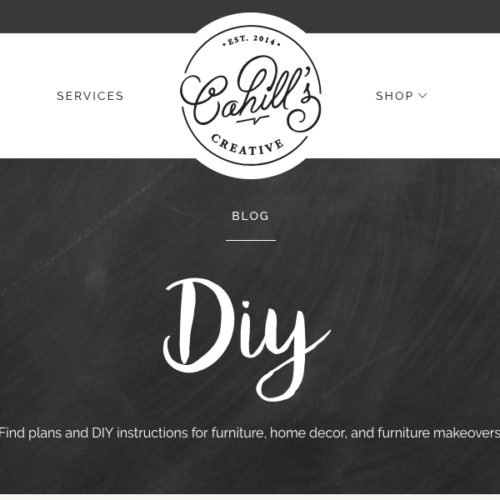 SERVICES
• EST. 2014 •
Cahill's
CREATIVE
SHOP
BLOG
Diy
Find plans and DIY instructions for furniture, home decor, and furniture makeovers